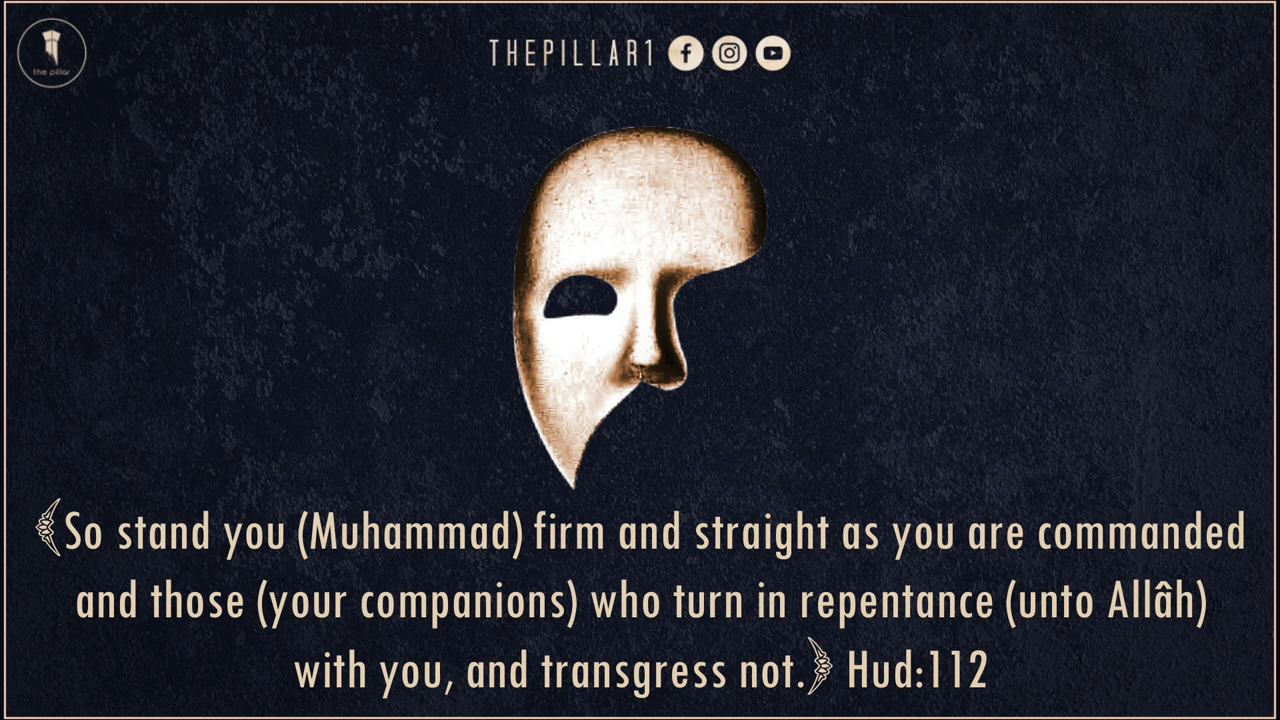 the pillar
THEPILLAR1
﴾So stand you (Muhammad) firm and straight as you are commanded
and those (your companions) who turn in repentance (unto Allâh)
with you, and transgress not.﴿ Hud:112